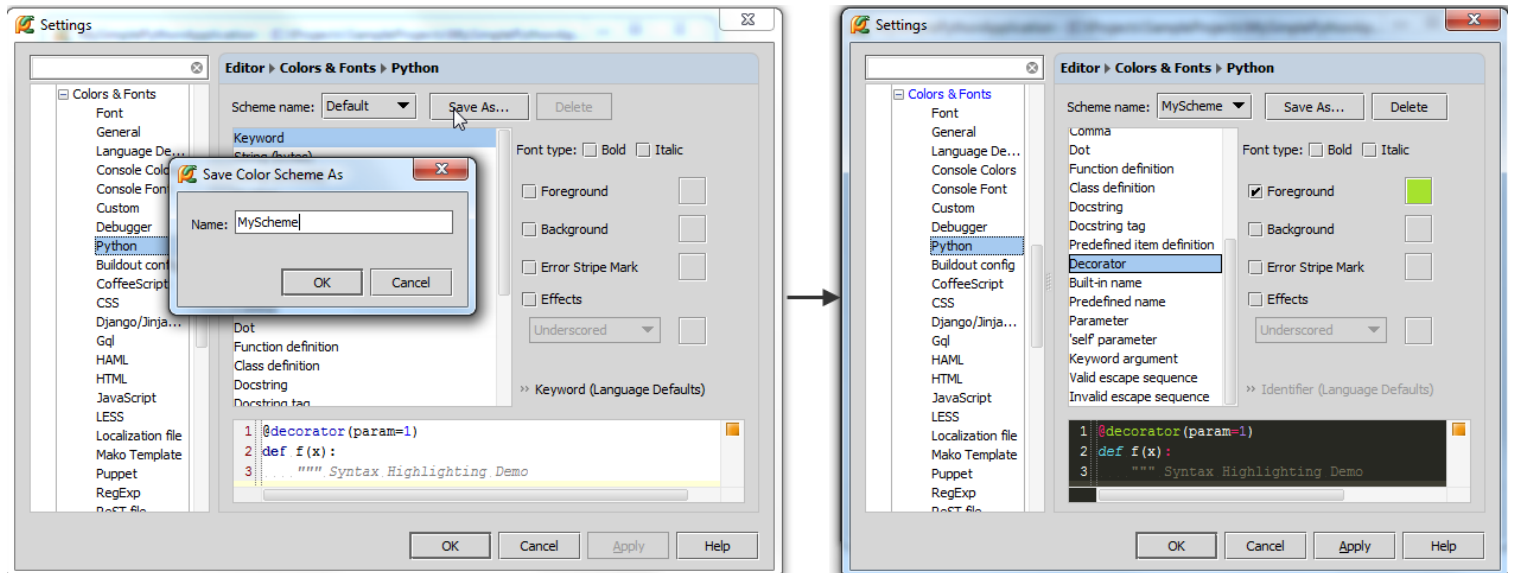 Settings
Editor ▸ Colors & Fonts ▸ Python
Colors & Fonts
Font
General
Language De...
Console Colo
Console Fon
Custom
Debugger
Python
Buildout conf
CoffeeScript
CSS
Django/Jinja...
Gql
HAML
HTML
JavaScript
LESS
Localization file
Mako Template
Puppet
RegExp
ReST file
Scheme name: Default Save As... Delete
Keyword
String (bytes)
Dot
Function definition
Class definition
Docstring
Docstring tag
Font type: Bold Italic
Foreground
Background
Error Stripe Mark
Effects
Underscored
>> Keyword (Language Defaults)
Save Color Scheme As
Name: MyScheme
OK Cancel
1 @decorator(param=1)
2 def f(x):
3 """ Syntax Highlighting Demo
OK Cancel Apply Help
Settings
Editor ▸ Colors & Fonts ▸ Python
Colors & Fonts
Font
General
Language De...
Console Colors
Console Font
Custom
Debugger
Python
Buildout config
CoffeeScript
CSS
Django/Jinja...
Gql
HAML
HTML
JavaScript
LESS
Localization file
Mako Template
Puppet
RegExp
ReST file
Scheme name: MyScheme Save As... Delete
Comma
Dot
Function definition
Class definition
Docstring
Docstring tag
Predefined item definition
Decorator
Built-in name
Predefined name
Parameter
'self' parameter
Keyword argument
Valid escape sequence
Invalid escape sequence
Font type: Bold Italic
Foreground
Background
Error Stripe Mark
Effects
Underscored
>> Identifier (Language Defaults)
1 @decorator(param=1)
2 def f(x):
3 """ Syntax Highlighting Demo
OK Cancel Apply Help